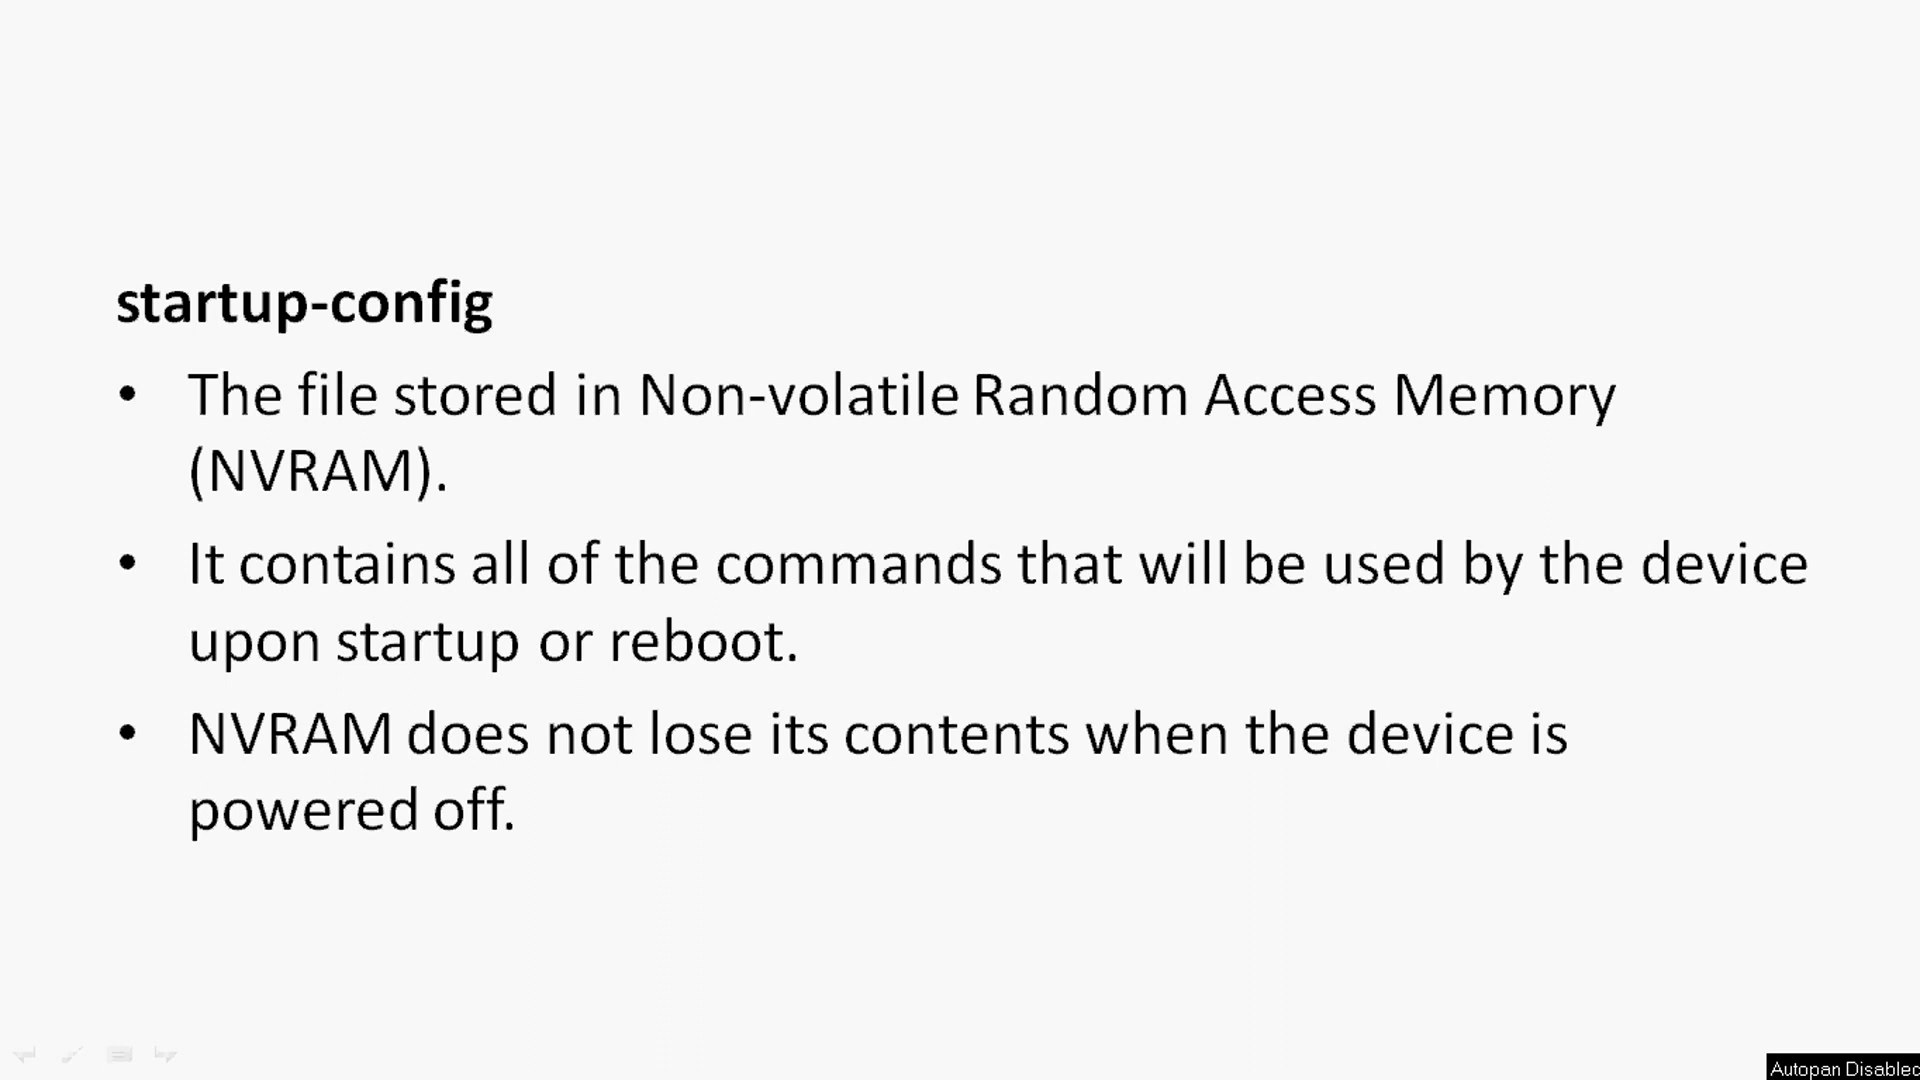 startup-config
• The file stored in Non-volatile Random Access Memory
(NVRAM).
• It contains all of the commands that will be used by the device
upon startup or reboot.
• NVRAM does not lose its contents when the device is
powered off.
Autopan Disabled